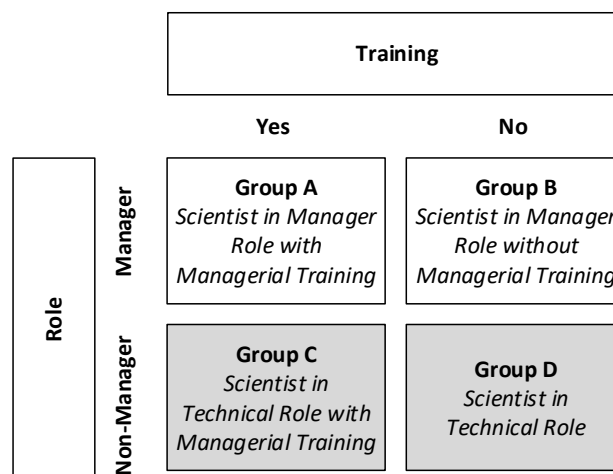 Training
Yes
No
Role
Manager
Group A
Scientist in Manager
Role with
Managerial Training
Group B
Scientist in Manager
Role without
Managerial Training
Non-Manager
Group C
Scientist in
Technical Role with
Managerial Training
Group D
Scientist in
Technical Role